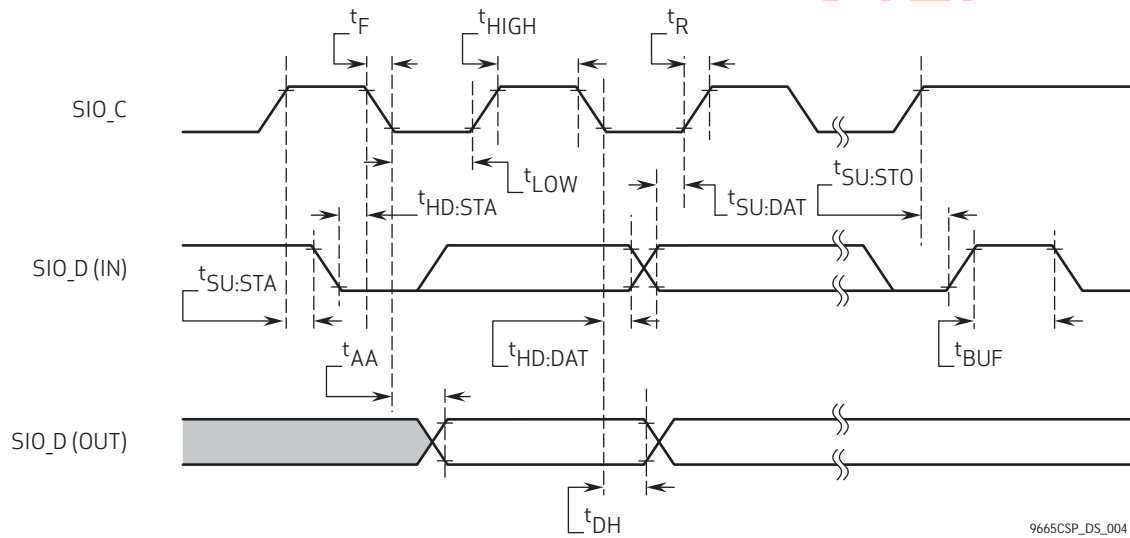 tF
tHIGH
tR
SIO_C
tLOW
tSU:STO
tHD:STA
tSU:DAT
SIO_D (IN)
tSU:STA
tAA
tHD:DAT
tBUF
SIO_D (OUT)
tDH
9665CSP_DS_004